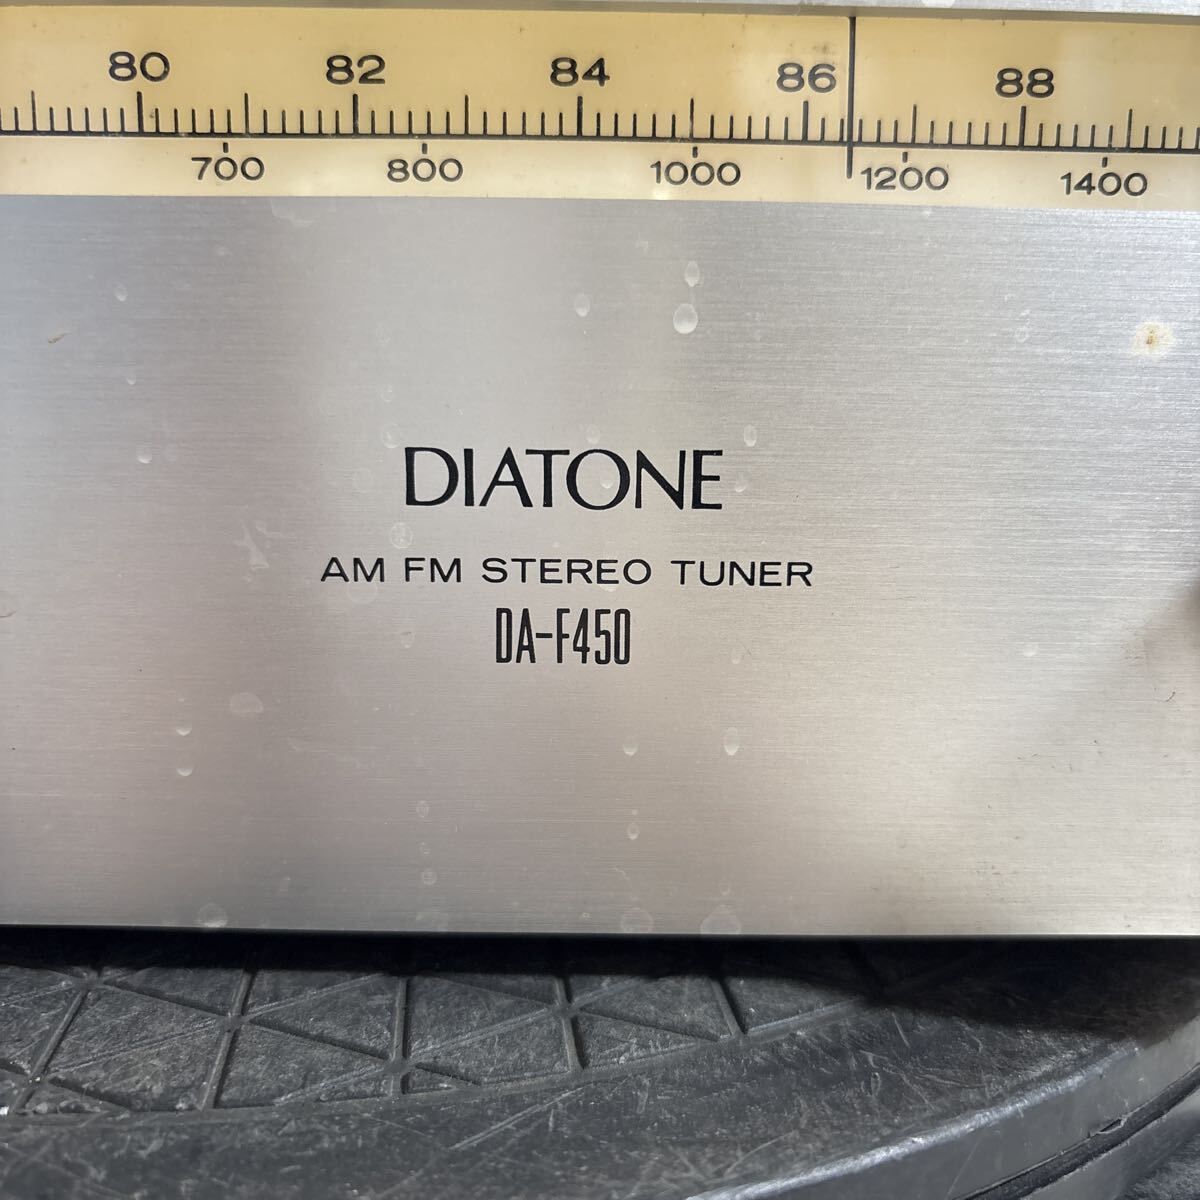 80 82 84 86 88
700 800 1000 1200 1400
DIATONE
AM FM STEREO TUNER
DA-F450